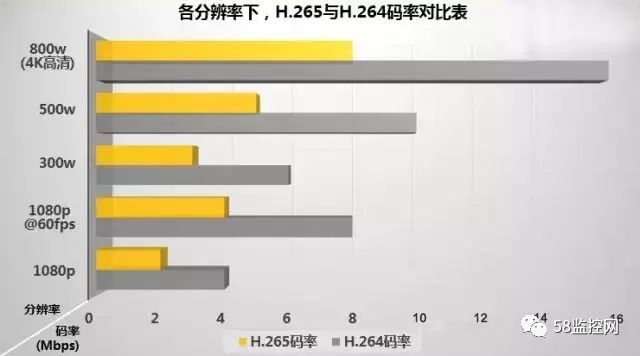 各分辨率下，H.265与H.264码率对比表
800w
(4K高清)
500w
300w
1080p
@60fps
1080p
分辨率
码率
(Mbps)
0 2 4 6 8 10 12 14 16
H.265码率 H.264码率
58监控网